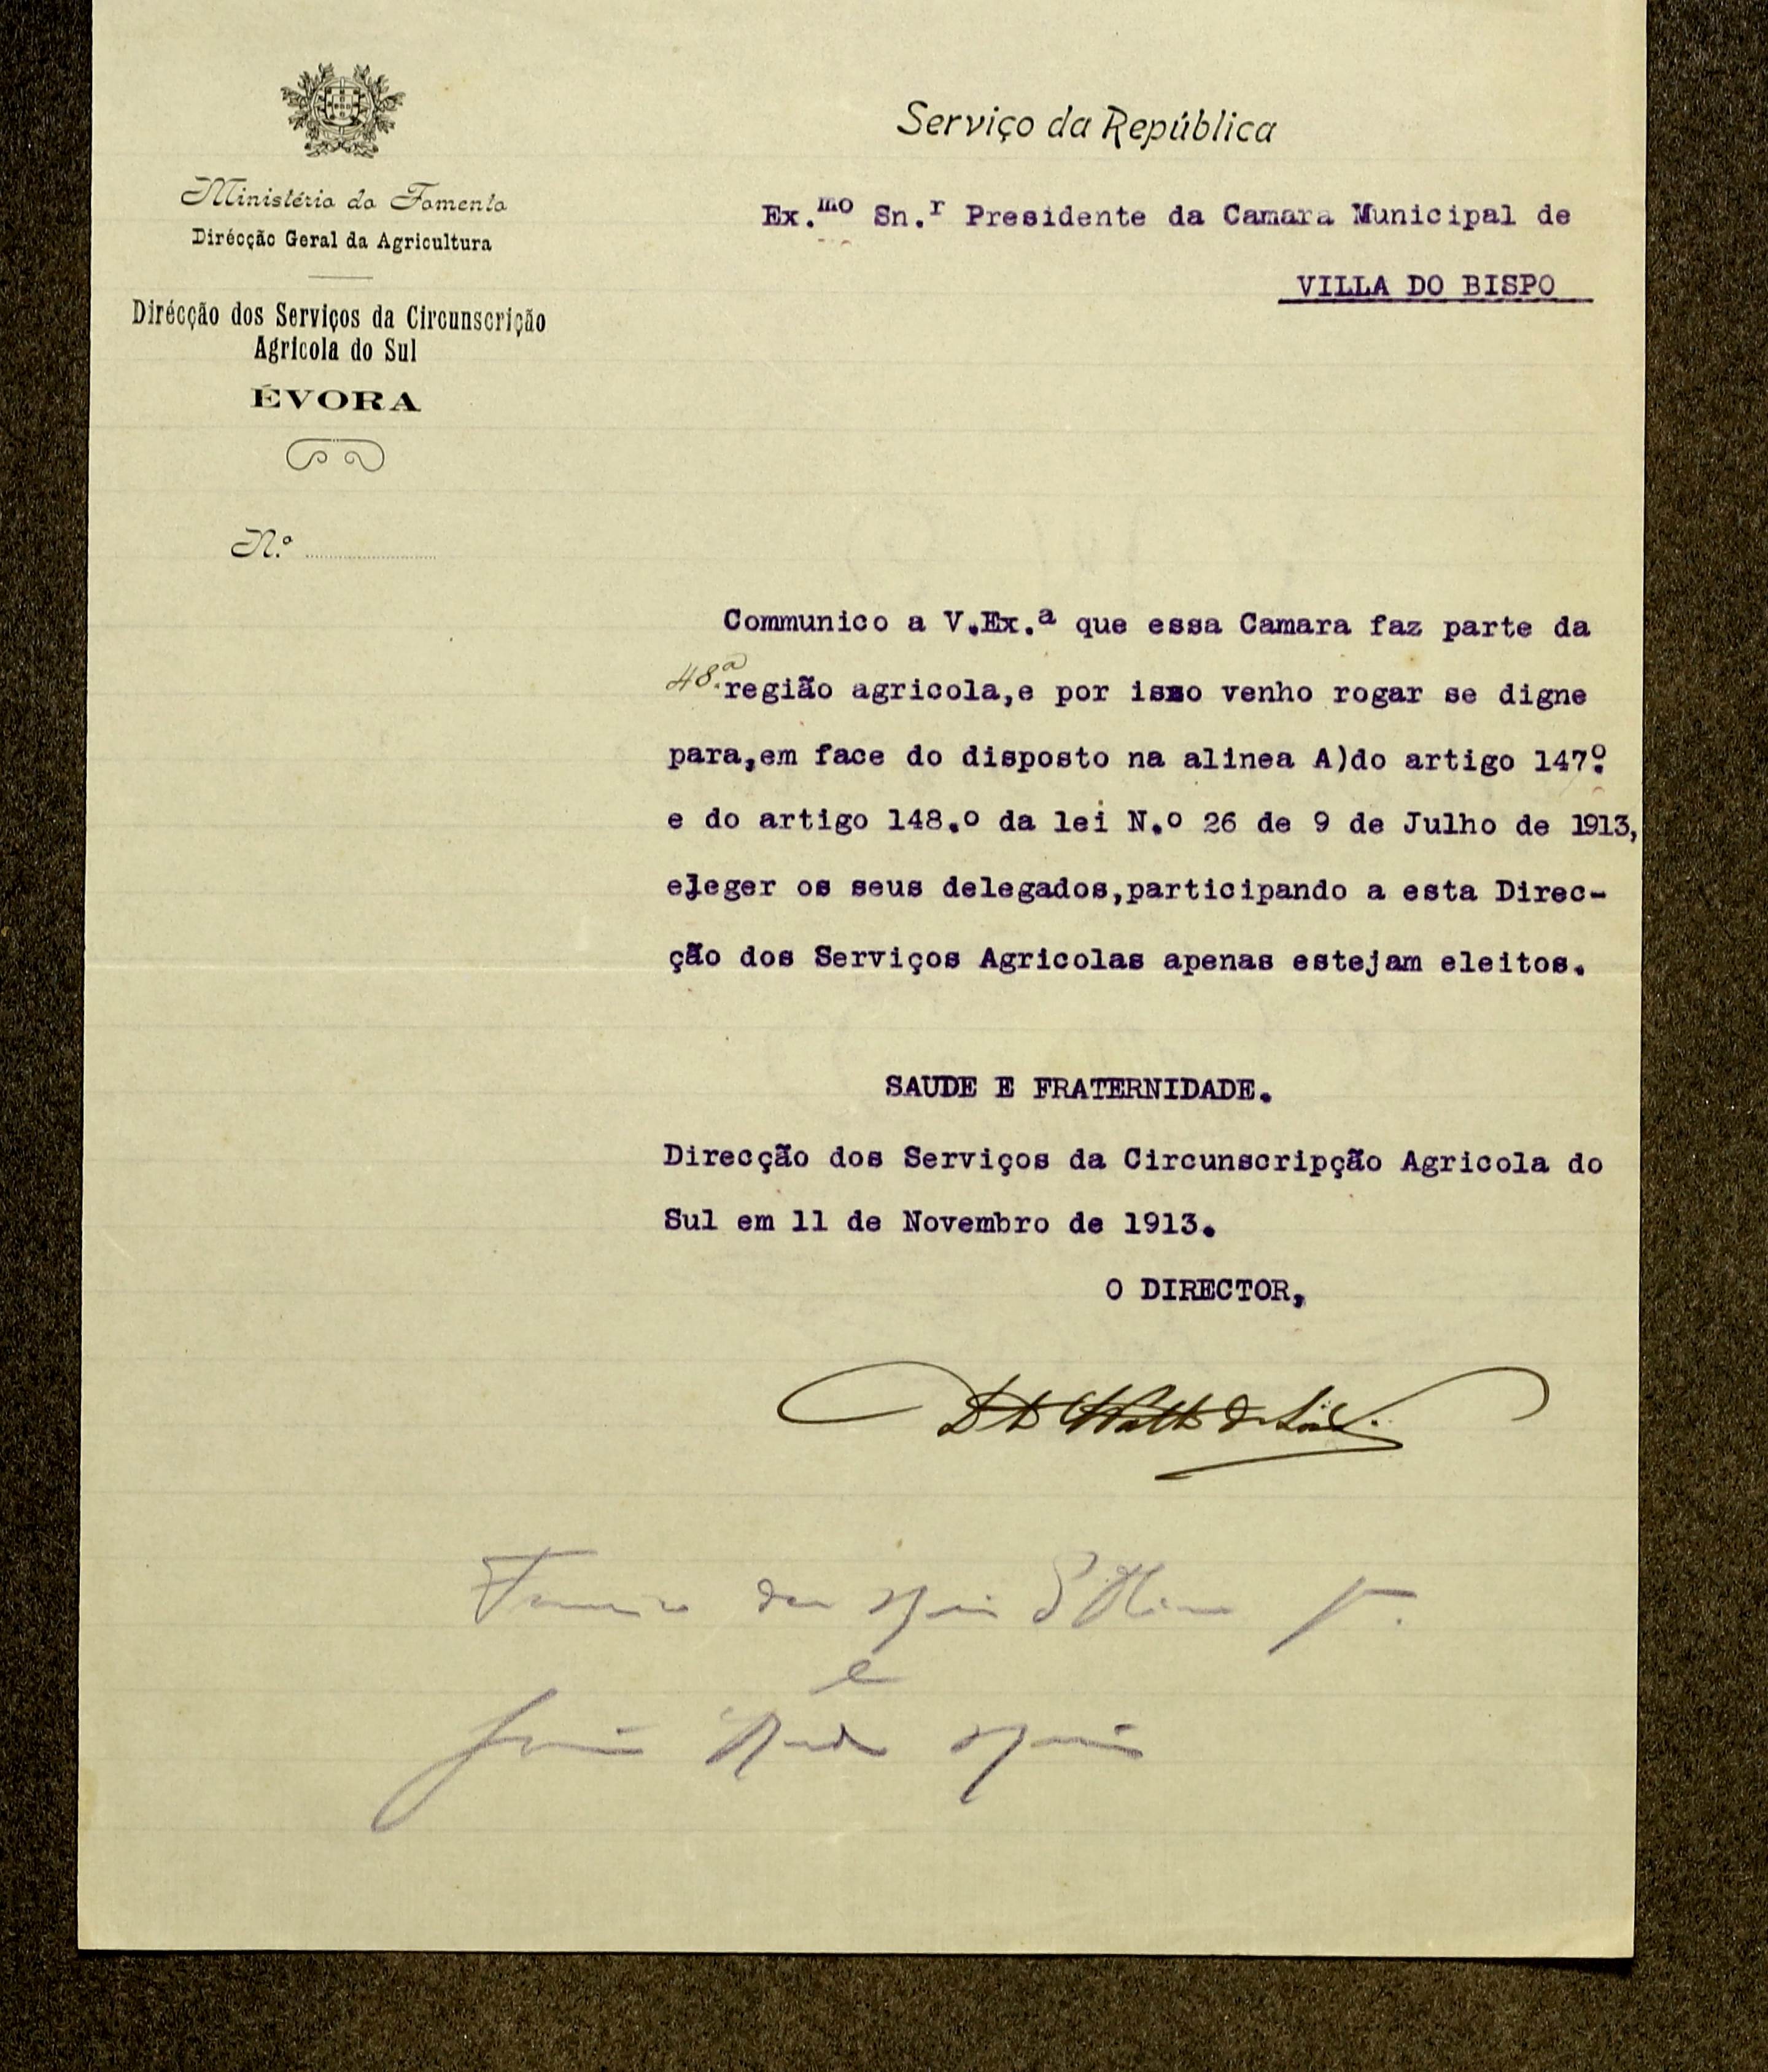 Ministério do Fomento
Dirécção Geral da Agricultura
Dirécção dos Serviços da Circunscrição
Agricola do Sul
ÉVORA
N.º
Serviço da República
Ex.mo Sn.r Presidente da Camara Municipal de
VILLA DO BISPO
Communico a V.Ex.a que essa Camara faz parte da
48.a região agricola,e por isso venho rogar se digne
para,em face do disposto na alinea A)do artigo 147º.
e do artigo 148.º da lei N.º 26 de 9 de Julho de 1913,
eleger os seus delegados,participando a esta Direc-
ção dos Serviços Agricolas apenas estejam eleitos.
SAUDE E FRATERNIDADE.
Direcção dos Serviços da Circunscripção Agricola do
Sul em 11 de Novembro de 1913.
O DIRECTOR,
e